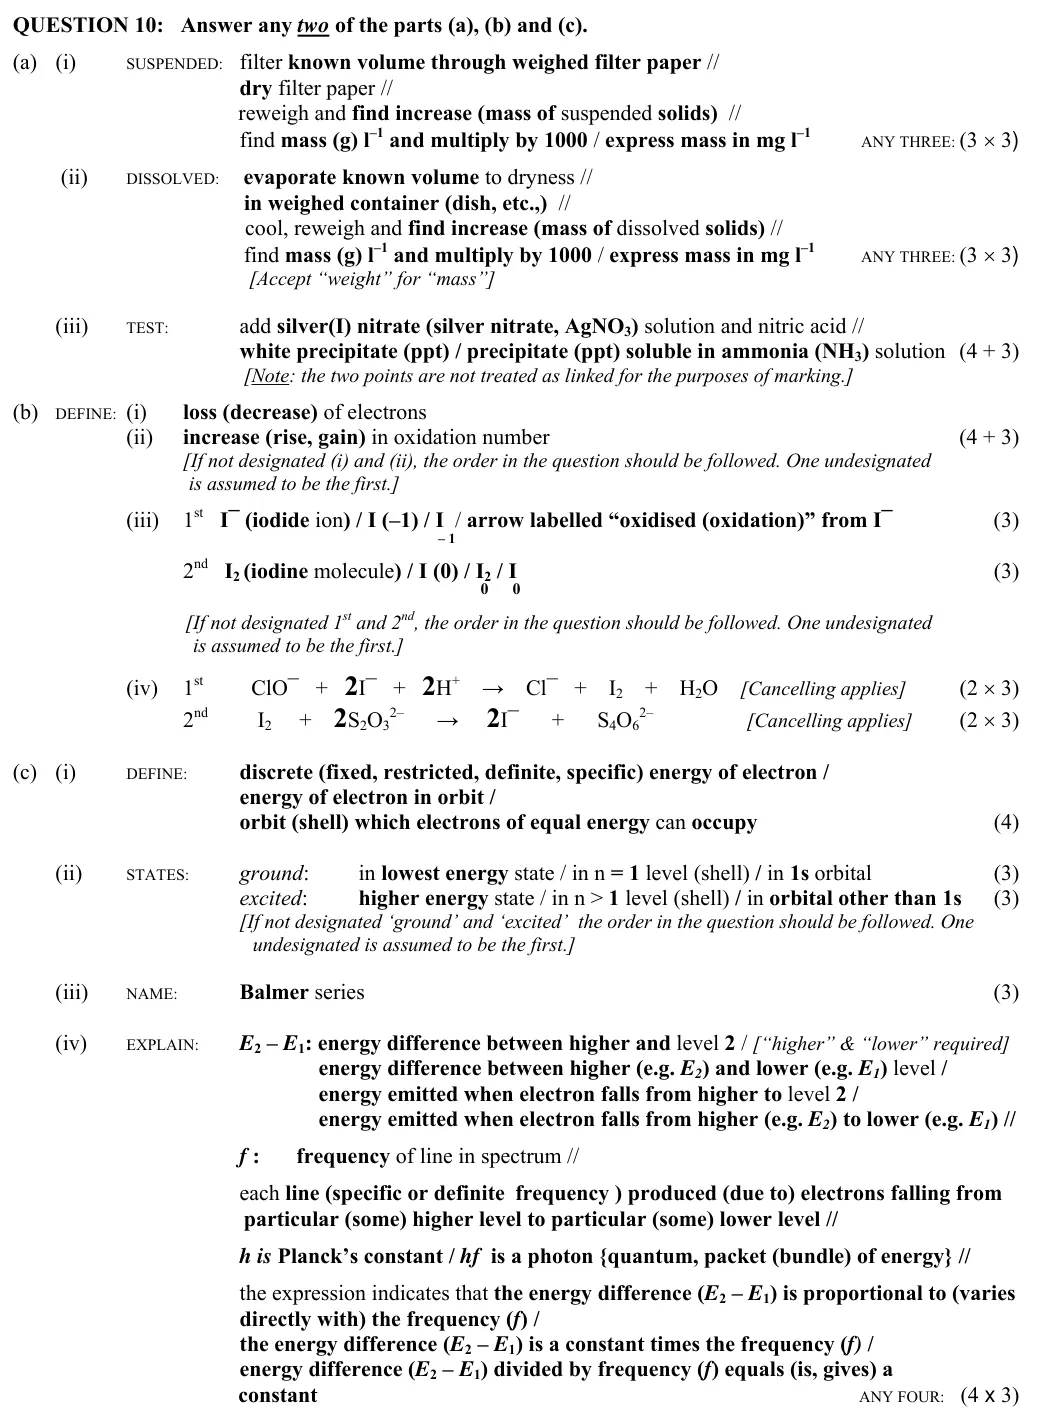 QUESTION 10: Answer any two of the parts (a), (b) and (c).
(a) (i) SUSPENDED: filter known volume through weighed filter paper //
dry filter paper //
reweigh and find increase (mass of suspended solids) //
find mass (g) l⁻¹ and multiply by 1000 / express mass in mg l⁻¹ ANY THREE: (3 × 3)
(ii) DISSOLVED: evaporate known volume to dryness //
in weighed container (dish, etc.,) //
cool, reweigh and find increase (mass of dissolved solids) //
find mass (g) l⁻¹ and multiply by 1000 / express mass in mg l⁻¹ ANY THREE: (3 × 3)
[Accept “weight” for “mass”]
(iii) TEST: add silver(I) nitrate (silver nitrate, AgNO₃) solution and nitric acid //
white precipitate (ppt) / precipitate (ppt) soluble in ammonia (NH₃) solution (4 + 3)
[Note: the two points are not treated as linked for the purposes of marking.]
(b) DEFINE: (i) loss (decrease) of electrons
(ii) increase (rise, gain) in oxidation number (4 + 3)
[If not designated (i) and (ii), the order in the question should be followed. One undesignated
is assumed to be the first.]
(iii) 1ˢᵗ I⁻ (iodide ion) / I (–1) / I / arrow labelled “oxidised (oxidation)” from I⁻ (3)
– 1
2ⁿᵈ I₂ (iodine molecule) / I (0) / I₂ / I (3)
0 0
[If not designated 1ˢᵗ and 2ⁿᵈ, the order in the question should be followed. One undesignated
is assumed to be the first.]
(iv) 1ˢᵗ ClO⁻ + 2I⁻ + 2H⁺ → Cl⁻ + I₂ + H₂O [Cancelling applies] (2 × 3)
2ⁿᵈ I₂ + 2S₂O₃²⁻ → 2I⁻ + S₄O₆²⁻ [Cancelling applies] (2 × 3)
(c) (i) DEFINE: discrete (fixed, restricted, definite, specific) energy of electron /
energy of electron in orbit /
orbit (shell) which electrons of equal energy can occupy (4)
(ii) STATES: ground: in lowest energy state / in n = 1 level (shell) / in 1s orbital (3)
excited: higher energy state / in n > 1 level (shell) / in orbital other than 1s (3)
[If not designated ‘ground’ and ‘excited’ the order in the question should be followed. One
undesignated is assumed to be the first.]
(iii) NAME: Balmer series (3)
(iv) EXPLAIN: E₂ – E₁: energy difference between higher and level 2 / [“higher” & “lower” required]
energy difference between higher (e.g. E₂) and lower (e.g. E₁) level /
energy emitted when electron falls from higher to level 2 /
energy emitted when electron falls from higher (e.g. E₂) to lower (e.g. E₁) //
f : frequency of line in spectrum //
each line (specific or definite frequency ) produced (due to) electrons falling from
particular (some) higher level to particular (some) lower level //
h is Planck’s constant / hf is a photon {quantum, packet (bundle) of energy} //
the expression indicates that the energy difference (E₂ – E₁) is proportional to (varies
directly with) the frequency (f) /
the energy difference (E₂ – E₁) is a constant times the frequency (f) /
energy difference (E₂ – E₁) divided by frequency (f) equals (is, gives) a
constant ANY FOUR: (4 x 3)